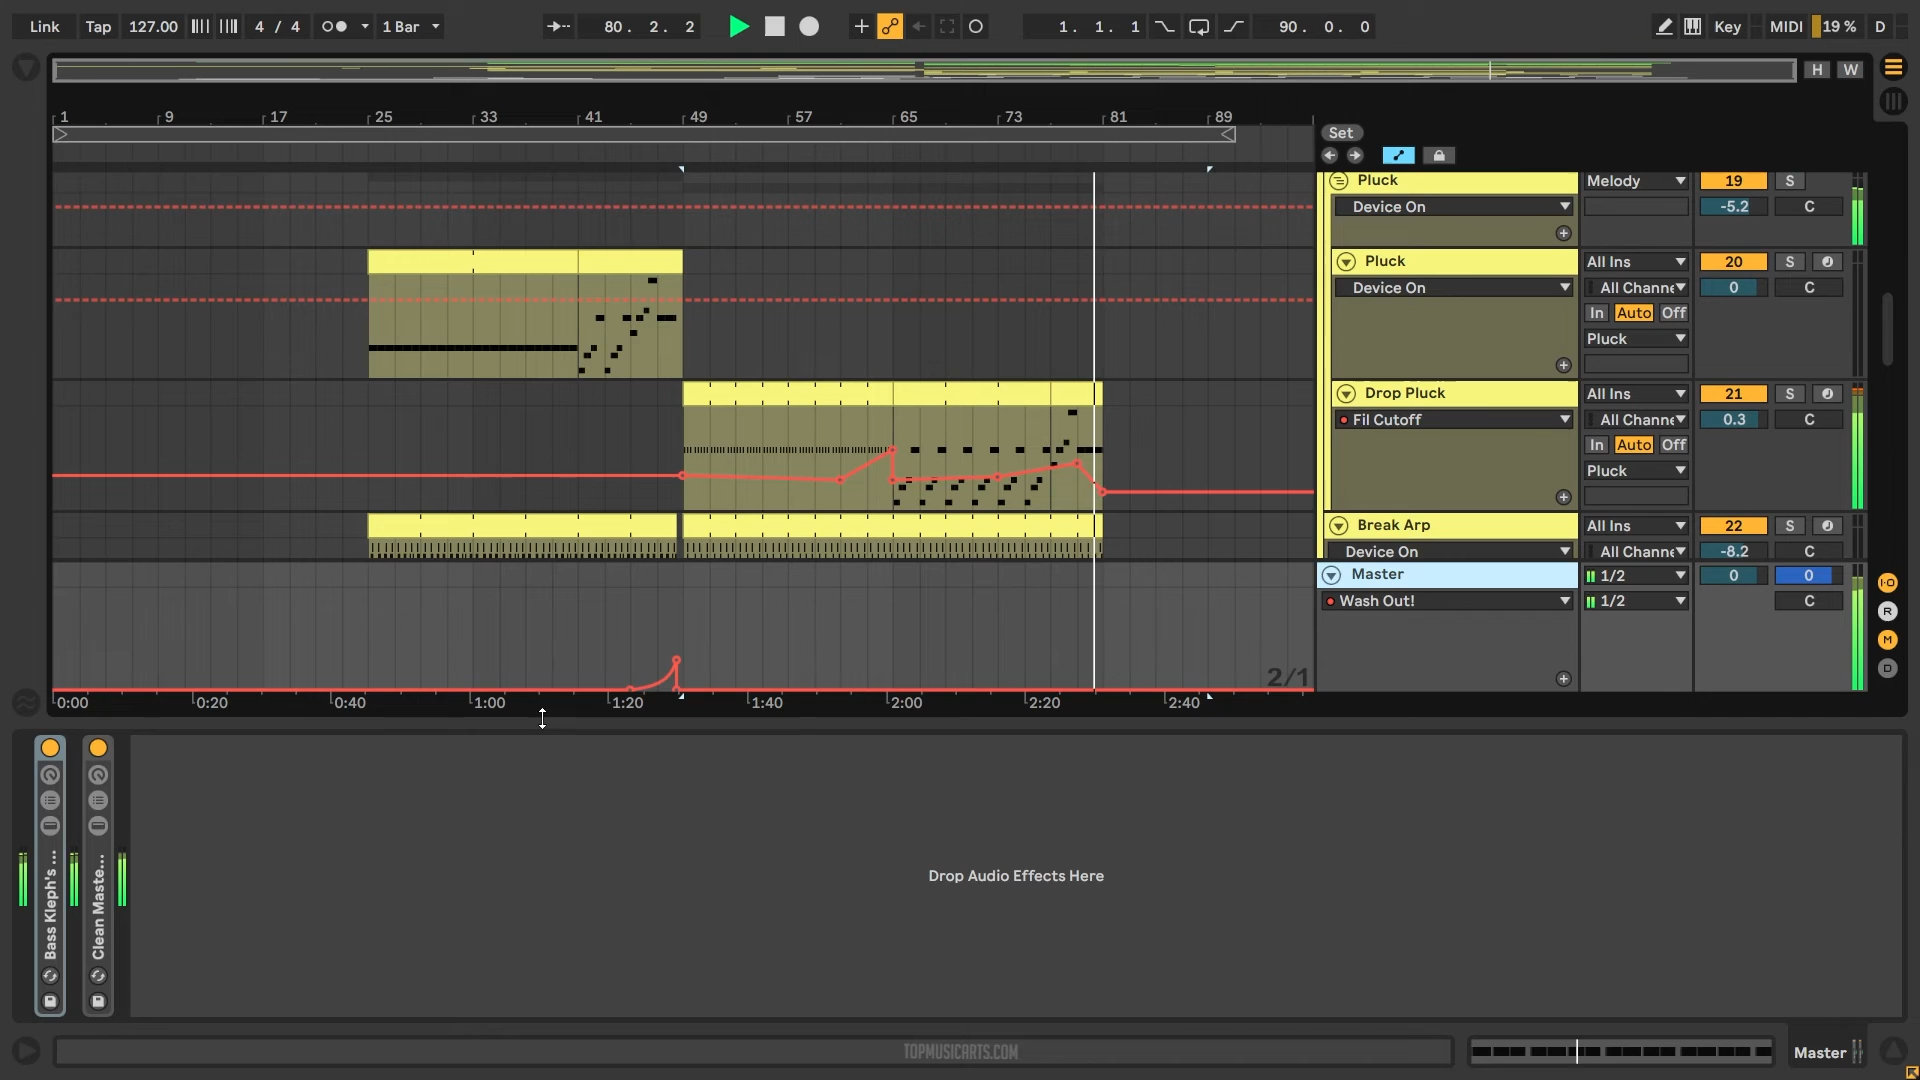 Link Tap 127.00 4 / 4 1 Bar 80. 2. 2 1. 1. 1 90. 0. 0 Key MIDI 19 % D
H W
1 9 17 25 33 41 49 57 65 73 81 89
Set
Pluck Melody 19 S
Device On -5.2 C
Pluck All Ins 20 S
Device On All Channe 0 C
In Auto Off
Pluck
Drop Pluck All Ins 21 S
Fil Cutoff All Channe 0.3 C
In Auto Off
Pluck
Break Arp All Ins 22 S
Device On All Channe -8.2 C
Master 1/2 0 0
Wash Out! 1/2 C
R
M
D
2/1
0:00 0:20 0:40 1:00 1:20 1:40 2:00 2:20 2:40
Bass Kleph's ...
Clean Maste...
Drop Audio Effects Here
TOPMUSICARTS.COM
Master